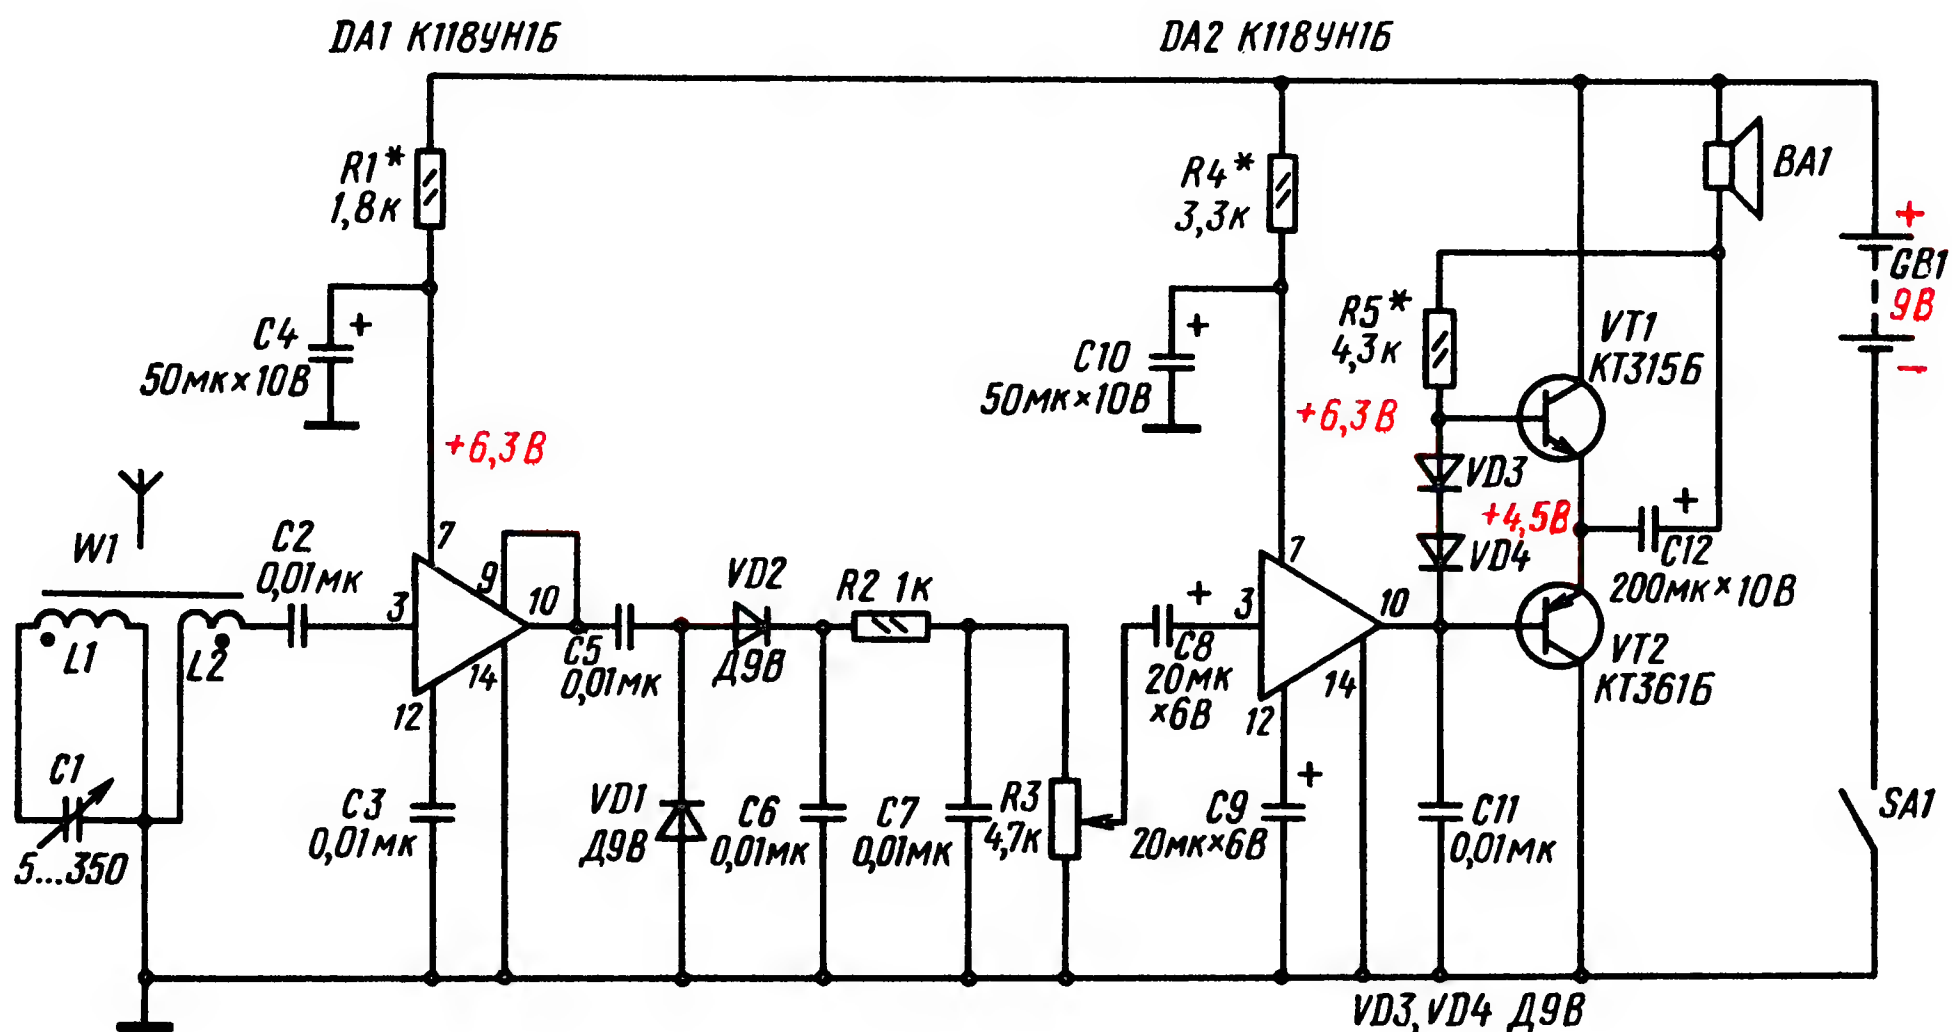 DA1 К118УН1Б
DA2 К118УН1Б
R1*
1,8к
C4
+
50мк×10В
+6,3В
R4*
3,3к
C10
+
50мк×10В
+6,3В
R5*
4,3к
VT1
КТ315Б
BA1
+
GB1
9В
−
W1
L1
L2
C1
5...350
C2
0,01мк
3
7
9
10
14
12
C3
0,01мк
C5
0,01мк
VD1
Д9В
VD2
Д9В
R2 1к
C6
0,01мк
C7
0,01мк
R3
4,7к
+
C8
20мк
×6В
3
7
10
14
12
+
C9
20мк×6В
VD3
VD4
+4,5В
+
C12
200мк×10В
VT2
КТ361Б
C11
0,01мк
SA1
VD3, VD4 Д9В